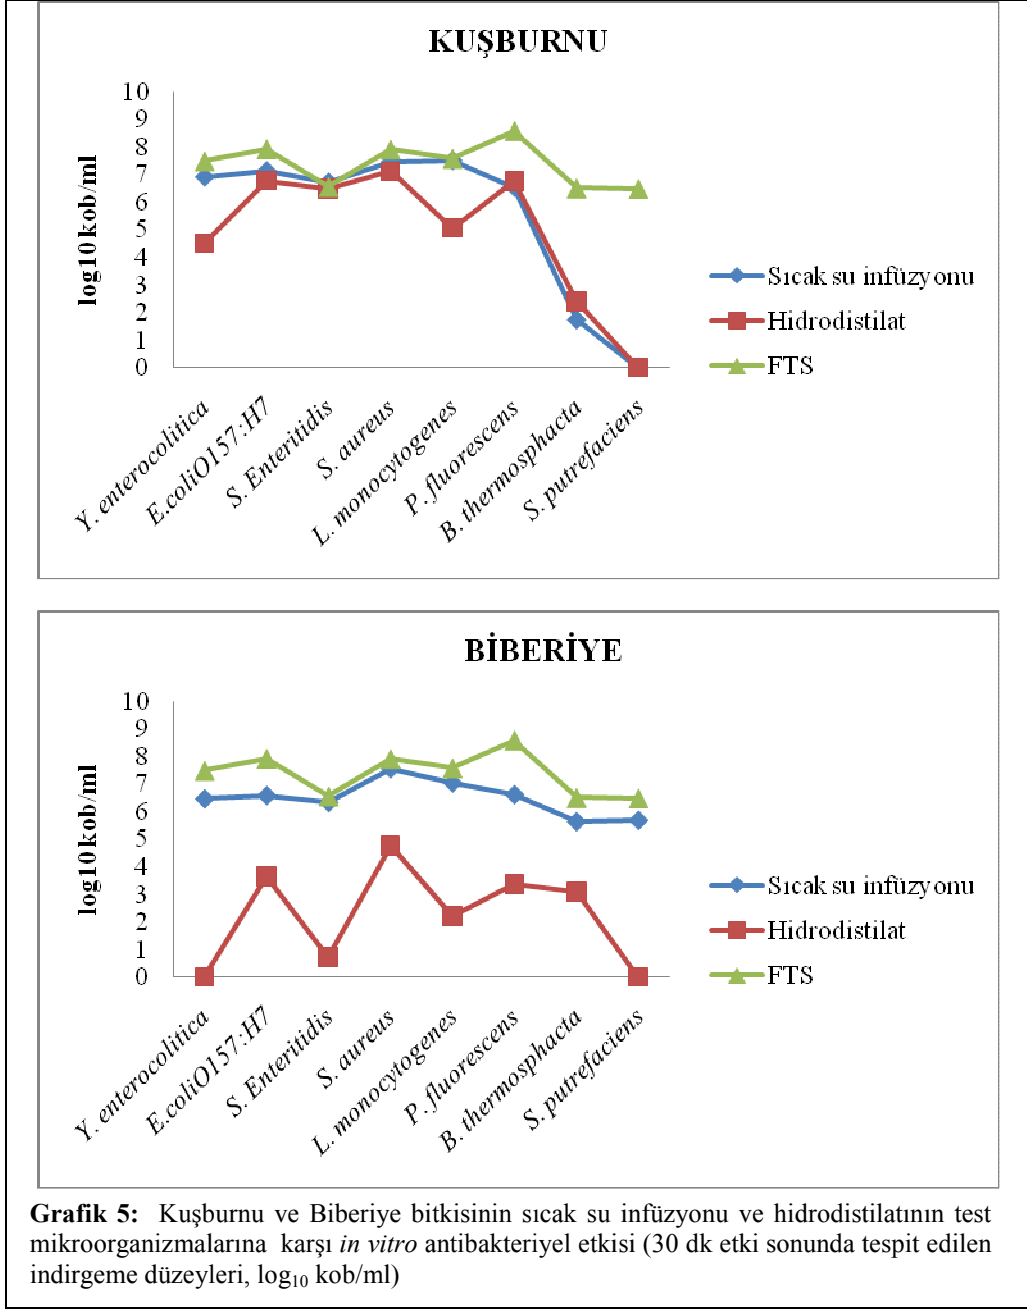 KUŞBURNU
10
9
8
7
6
5
4
3
2
1
0
log10 kob/ml
Y. enterocolitica
E.coliO157:H7
S. Enteritidis
S. aureus
L. monocytogenes
P. fluorescens
B. thermosphacta
S. putrefaciens
Sıcak su infüzyonu
Hidrodistilat
FTS
BİBERİYE
10
9
8
7
6
5
4
3
2
1
0
log10 kob/ml
Y. enterocolitica
E.coliO157:H7
S. Enteritidis
S. aureus
L. monocytogenes
P. fluorescens
B. thermosphacta
S. putrefaciens
Sıcak su infüzyonu
Hidrodistilat
FTS
Grafik 5: Kuşburnu ve Biberiye bitkisinin sıcak su infüzyonu ve hidrodistilatının test
mikroorganizmalarına karşı in vitro antibakteriyel etkisi (30 dk etki sonunda tespit edilen
indirgeme düzeyleri, log₁₀ kob/ml)